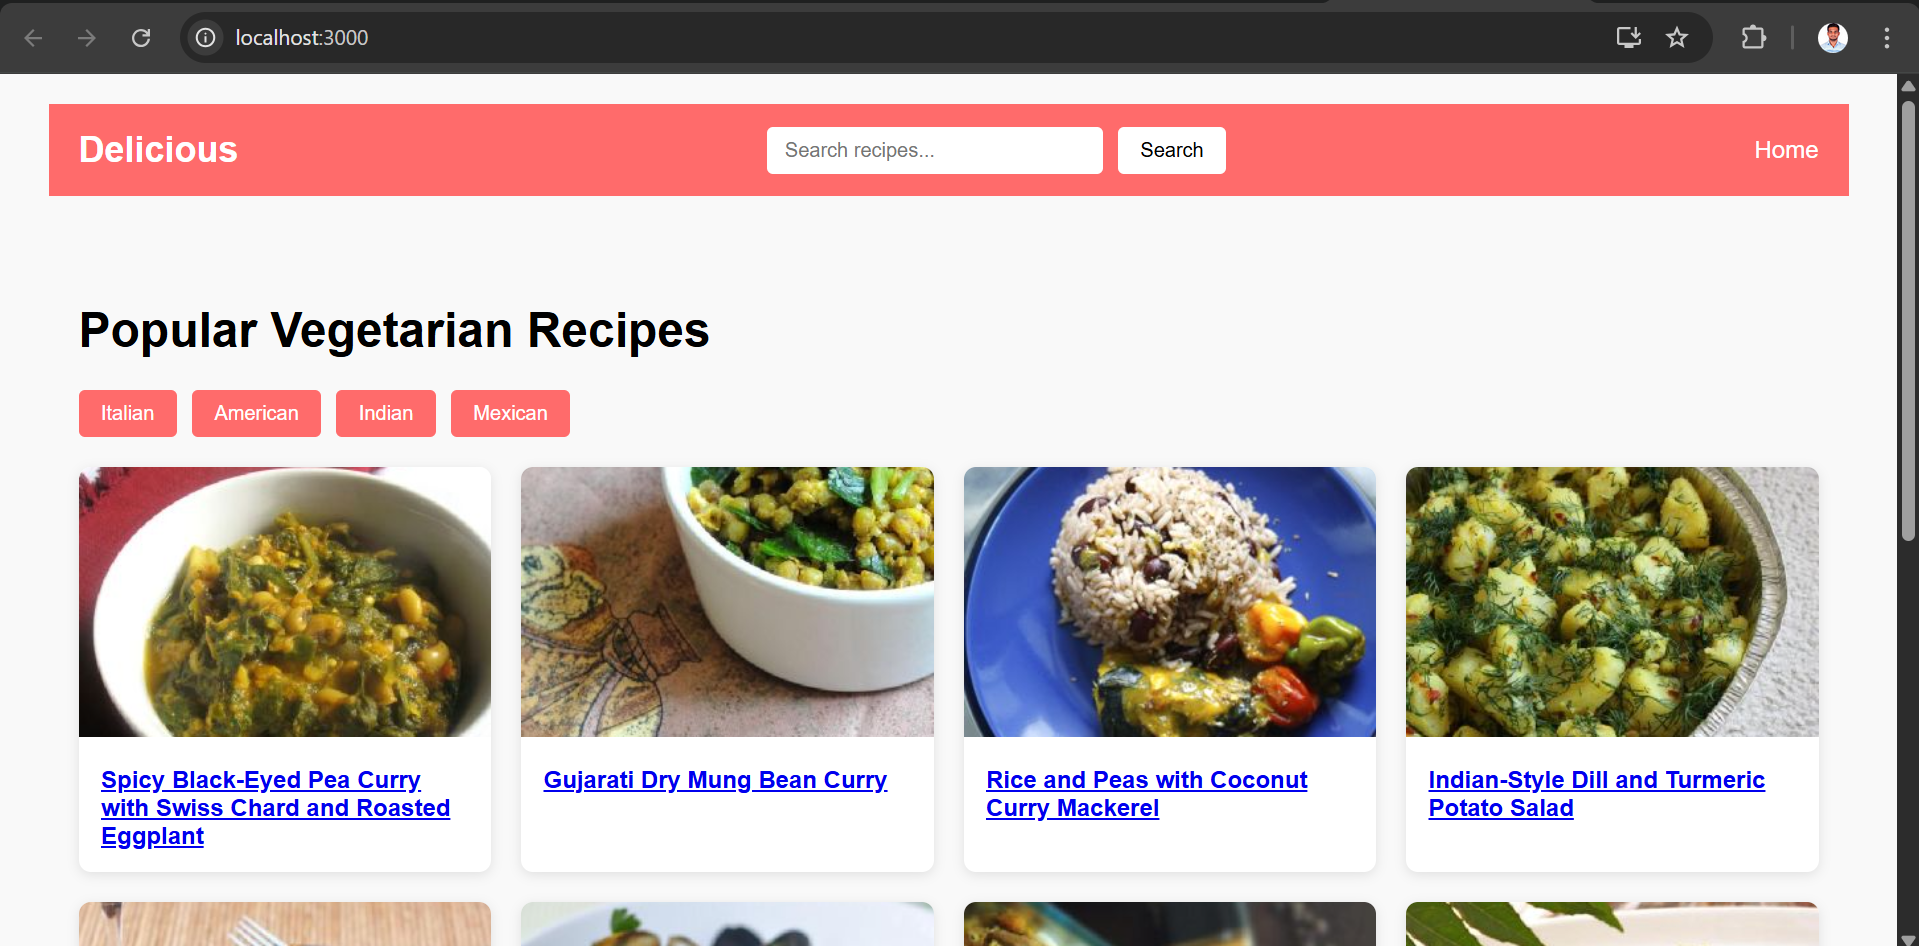 localhost:3000
Delicious
Search recipes...
Search
Home
Popular Vegetarian Recipes
Italian
American
Indian
Mexican
Spicy Black-Eyed Pea Curry
with Swiss Chard and Roasted
Eggplant
Gujarati Dry Mung Bean Curry
Rice and Peas with Coconut
Curry Mackerel
Indian-Style Dill and Turmeric
Potato Salad